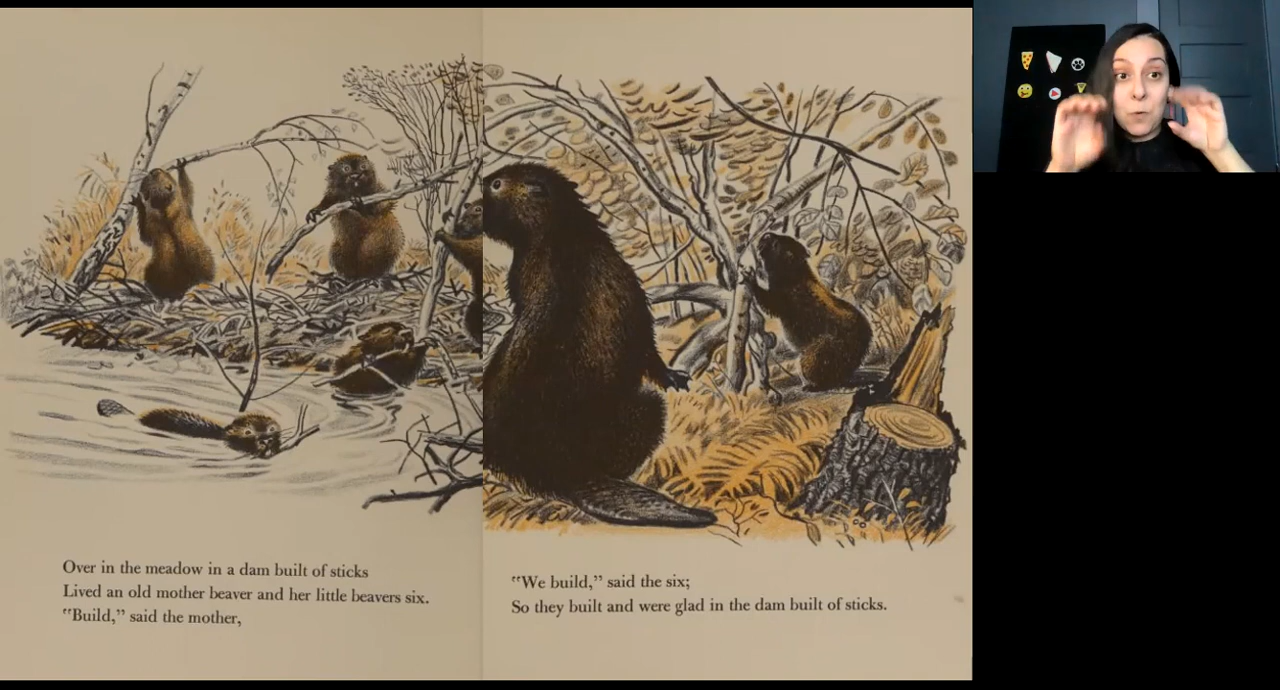 Over in the meadow in a dam built of sticks
Lived an old mother beaver and her little beavers six.
"Build," said the mother,
"We build," said the six;
So they built and were glad in the dam built of sticks.